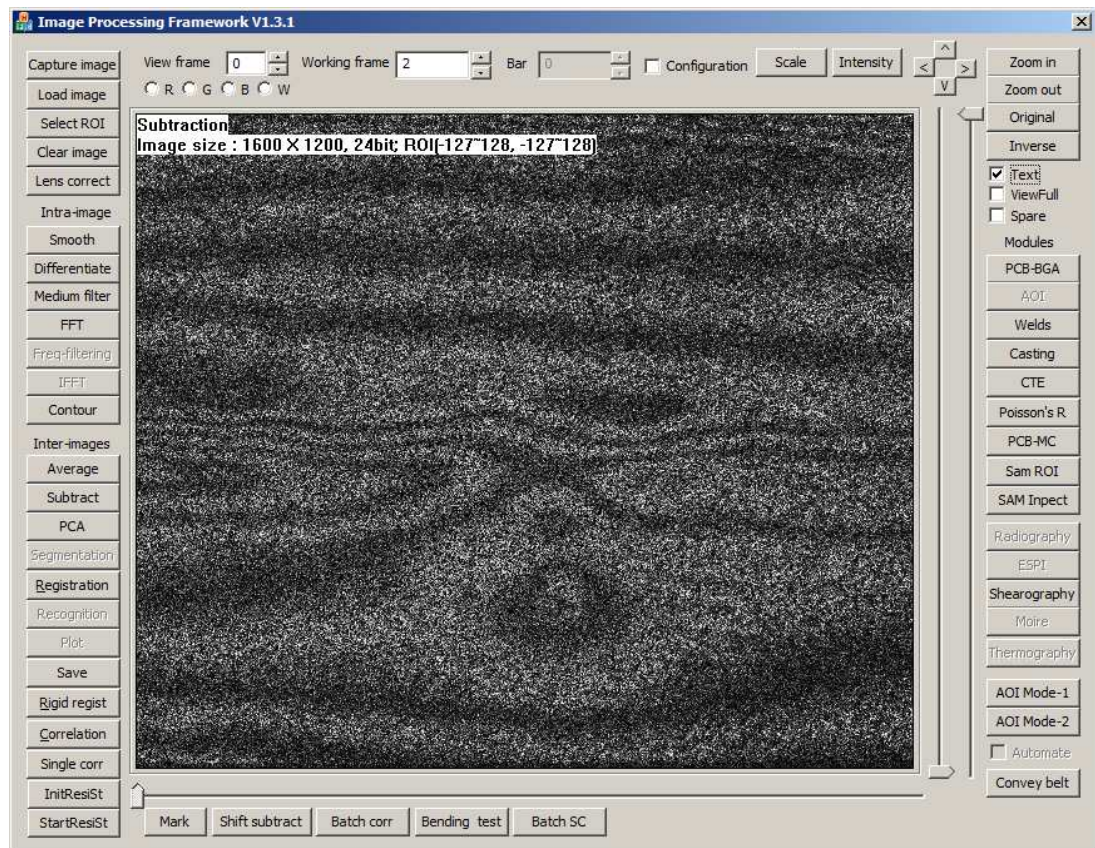 Image Processing Framework V1.3.1
Capture image
Load image
Select ROI
Clear image
Lens correct
Intra-image
Smooth
Differentiate
Medium filter
FFT
Freq-filtering
IFFT
Contour
Inter-images
Average
Subtract
PCA
Segmentation
Registration
Recognition
Plot
Save
Rigid regist
Correlation
Single corr
InitResiSt
StartResiSt
View frame 0 Working frame 2 Bar 0 Configuration Scale Intensity < ^ > V
R G B W
Subtraction
Image size : 1600 X 1200, 24bit; ROI(-127~128, -127~128)
Mark Shift subtract Batch corr Bending test Batch SC
Zoom in
Zoom out
Original
Inverse
Text
ViewFull
Spare
Modules
PCB-BGA
AOI
Welds
Casting
CTE
Poisson's R
PCB-MC
Sam ROI
SAM Inpect
Radiography
ESPI
Shearography
Moire
Thermography
AOI Mode-1
AOI Mode-2
Automate
Convey belt